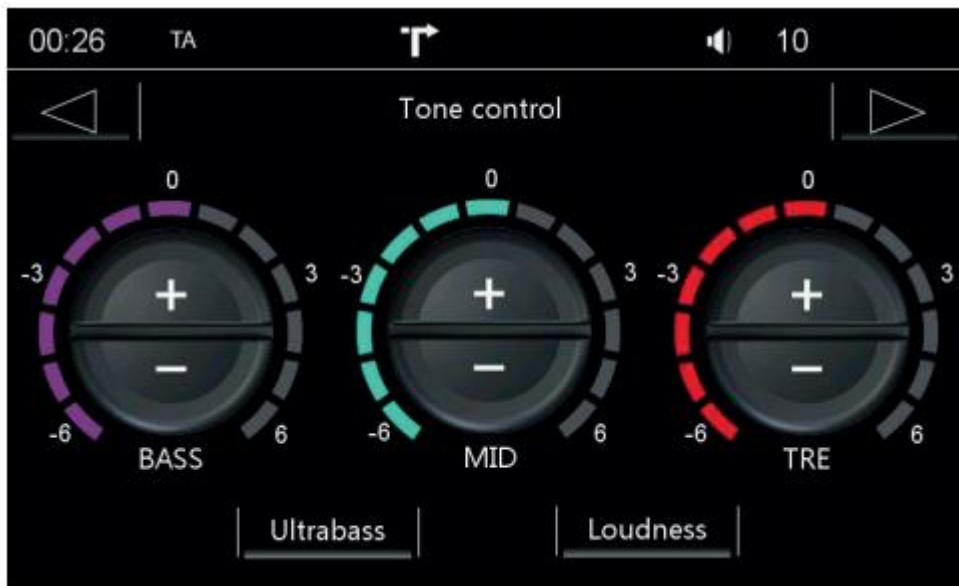 00:26 TA 10
Tone control
0 0 0
-3 3 -3 3 -3 3
+ + +
− − −
-6 6 -6 6 -6 6
BASS MID TRE
Ultrabass Loudness